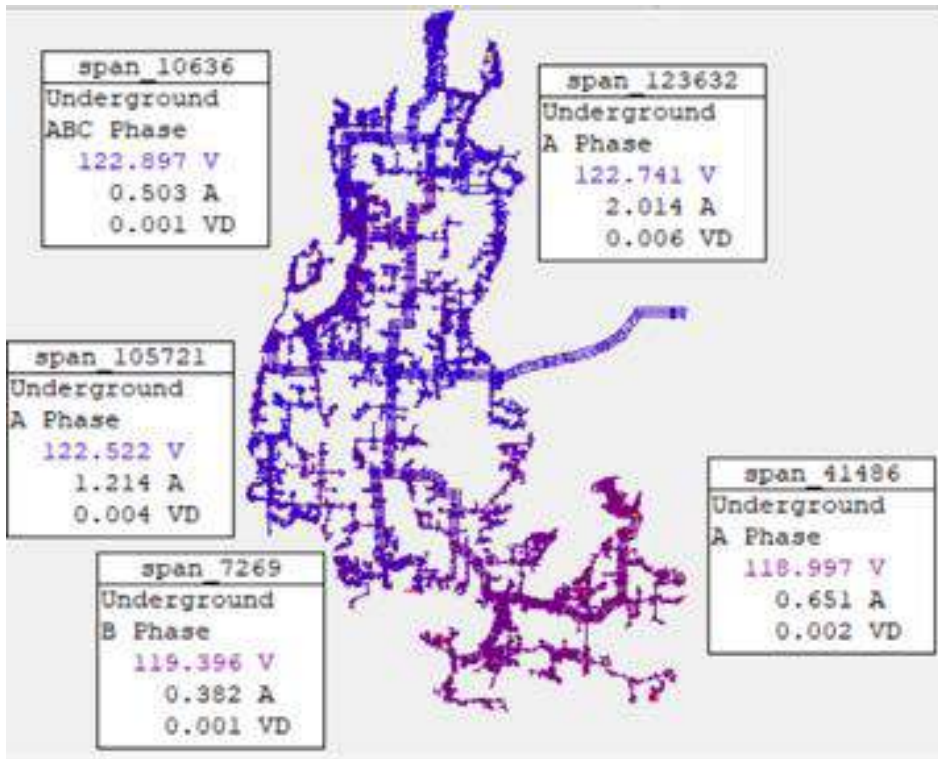 span_10636
Underground
ABC Phase
122.897 V
0.503 A
0.001 VD
span_123632
Underground
A Phase
122.741 V
2.014 A
0.006 VD
span_105721
Underground
A Phase
122.522 V
1.214 A
0.004 VD
span_41486
Underground
A Phase
118.997 V
0.651 A
0.002 VD
span_7269
Underground
B Phase
119.396 V
0.382 A
0.001 VD